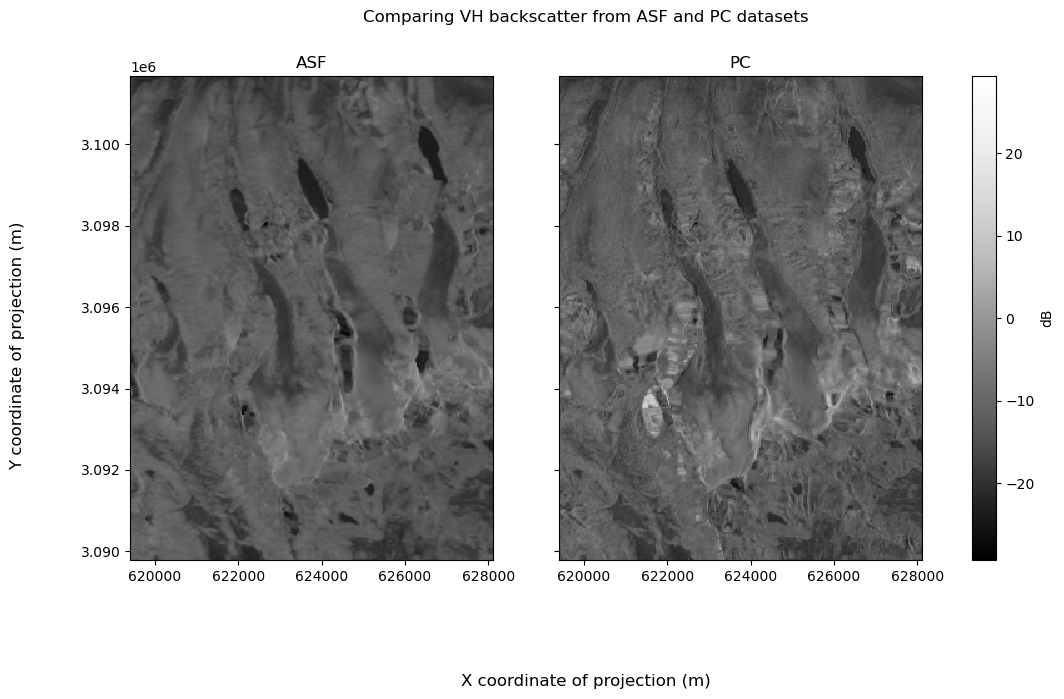 Comparing VH backscatter from ASF and PC datasets
ASF
PC
1e6
3.100
3.098
3.096
3.094
3.092
3.090
Y coordinate of projection (m)
620000 622000 624000 626000 628000
620000 622000 624000 626000 628000
20
10
0
−10
−20
dB
X coordinate of projection (m)